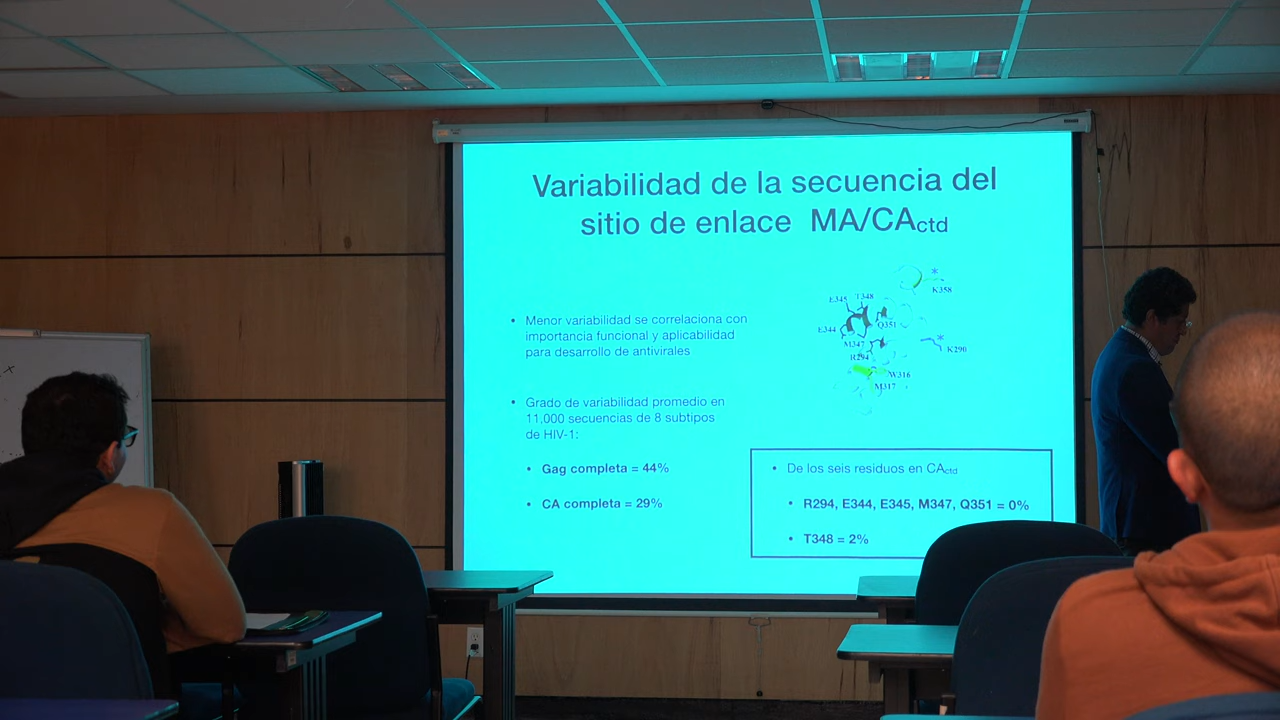 Variabilidad de la secuencia del
sitio de enlace MA/CActd
• Menor variabilidad se correlaciona con
importancia funcional y aplicabilidad
para desarrollo de antivirales
• Grado de variabilidad promedio en
11,000 secuencias de 8 subtipos
de HIV-1:
• Gag completa = 44%
• CA completa = 29%
*
K358
E345 T348
E344
Q351
M347
*
K290
R294
W316
M317
• De los seis residuos en CActd
• R294, E344, E345, M347, Q351 = 0%
• T348 = 2%